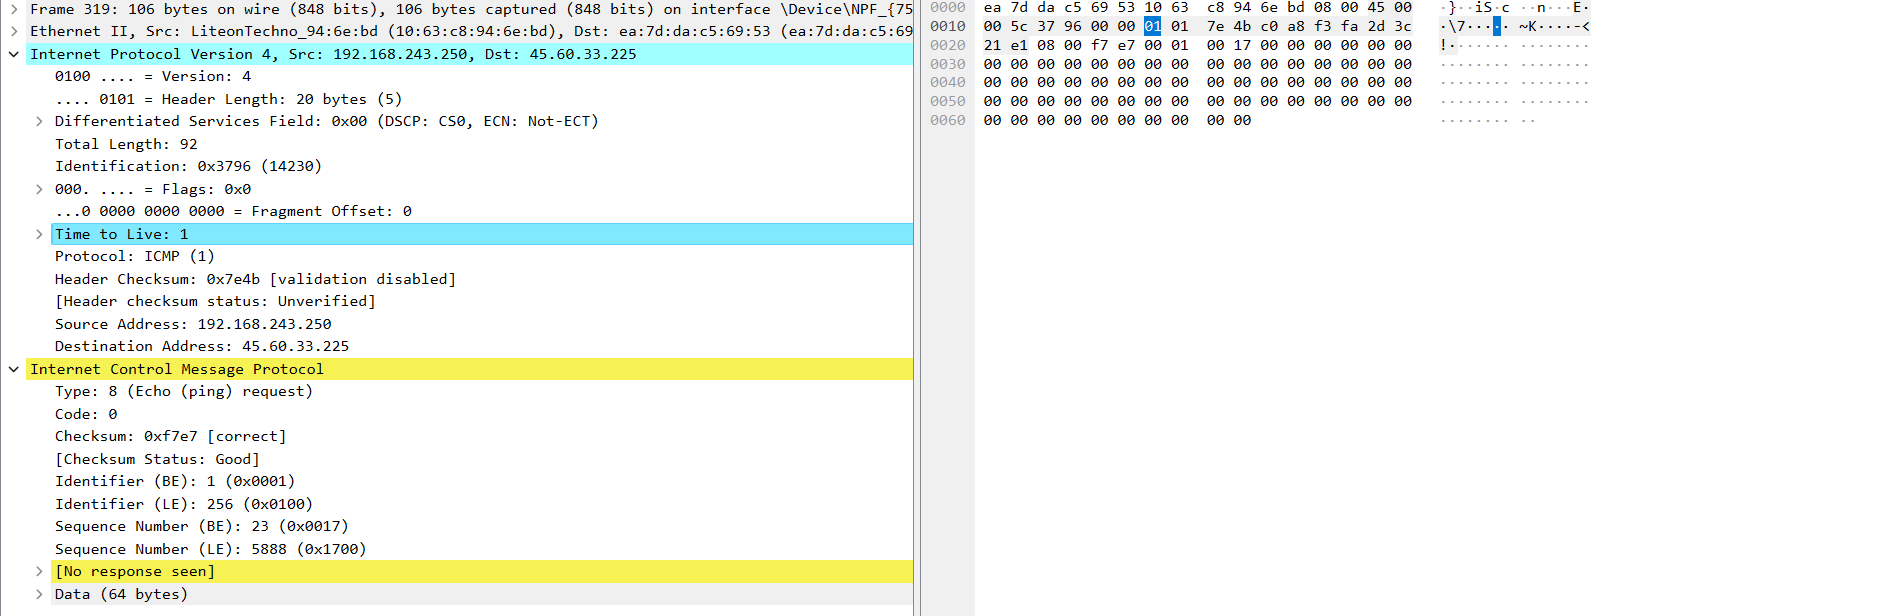 Frame 319: 106 bytes on wire (848 bits), 106 bytes captured (848 bits) on interface \Device\NPF_{75
Ethernet II, Src: LiteonTechno_94:6e:bd (10:63:c8:94:6e:bd), Dst: ea:7d:da:c5:69:53 (ea:7d:da:c5:69
Internet Protocol Version 4, Src: 192.168.243.250, Dst: 45.60.33.225
0100 .... = Version: 4
.... 0101 = Header Length: 20 bytes (5)
Differentiated Services Field: 0x00 (DSCP: CS0, ECN: Not-ECT)
Total Length: 92
Identification: 0x3796 (14230)
000. .... = Flags: 0x0
...0 0000 0000 0000 = Fragment Offset: 0
Time to Live: 1
Protocol: ICMP (1)
Header Checksum: 0x7e4b [validation disabled]
[Header checksum status: Unverified]
Source Address: 192.168.243.250
Destination Address: 45.60.33.225
Internet Control Message Protocol
Type: 8 (Echo (ping) request)
Code: 0
Checksum: 0xf7e7 [correct]
[Checksum Status: Good]
Identifier (BE): 1 (0x0001)
Identifier (LE): 256 (0x0100)
Sequence Number (BE): 23 (0x0017)
Sequence Number (LE): 5888 (0x1700)
[No response seen]
Data (64 bytes)
0000 ea 7d da c5 69 53 10 63 c8 94 6e bd 08 00 45 00 ·}··iS·c ··n···E·
0010 00 5c 37 96 00 00 01 01 7e 4b c0 a8 f3 fa 2d 3c ·\7····· ~K····-<
0020 21 e1 08 00 f7 e7 00 01 00 17 00 00 00 00 00 00 !······· ········
0030 00 00 00 00 00 00 00 00 00 00 00 00 00 00 00 00 ········ ········
0040 00 00 00 00 00 00 00 00 00 00 00 00 00 00 00 00 ········ ········
0050 00 00 00 00 00 00 00 00 00 00 00 00 00 00 00 00 ········ ········
0060 00 00 00 00 00 00 00 00 00 00 ········ ··